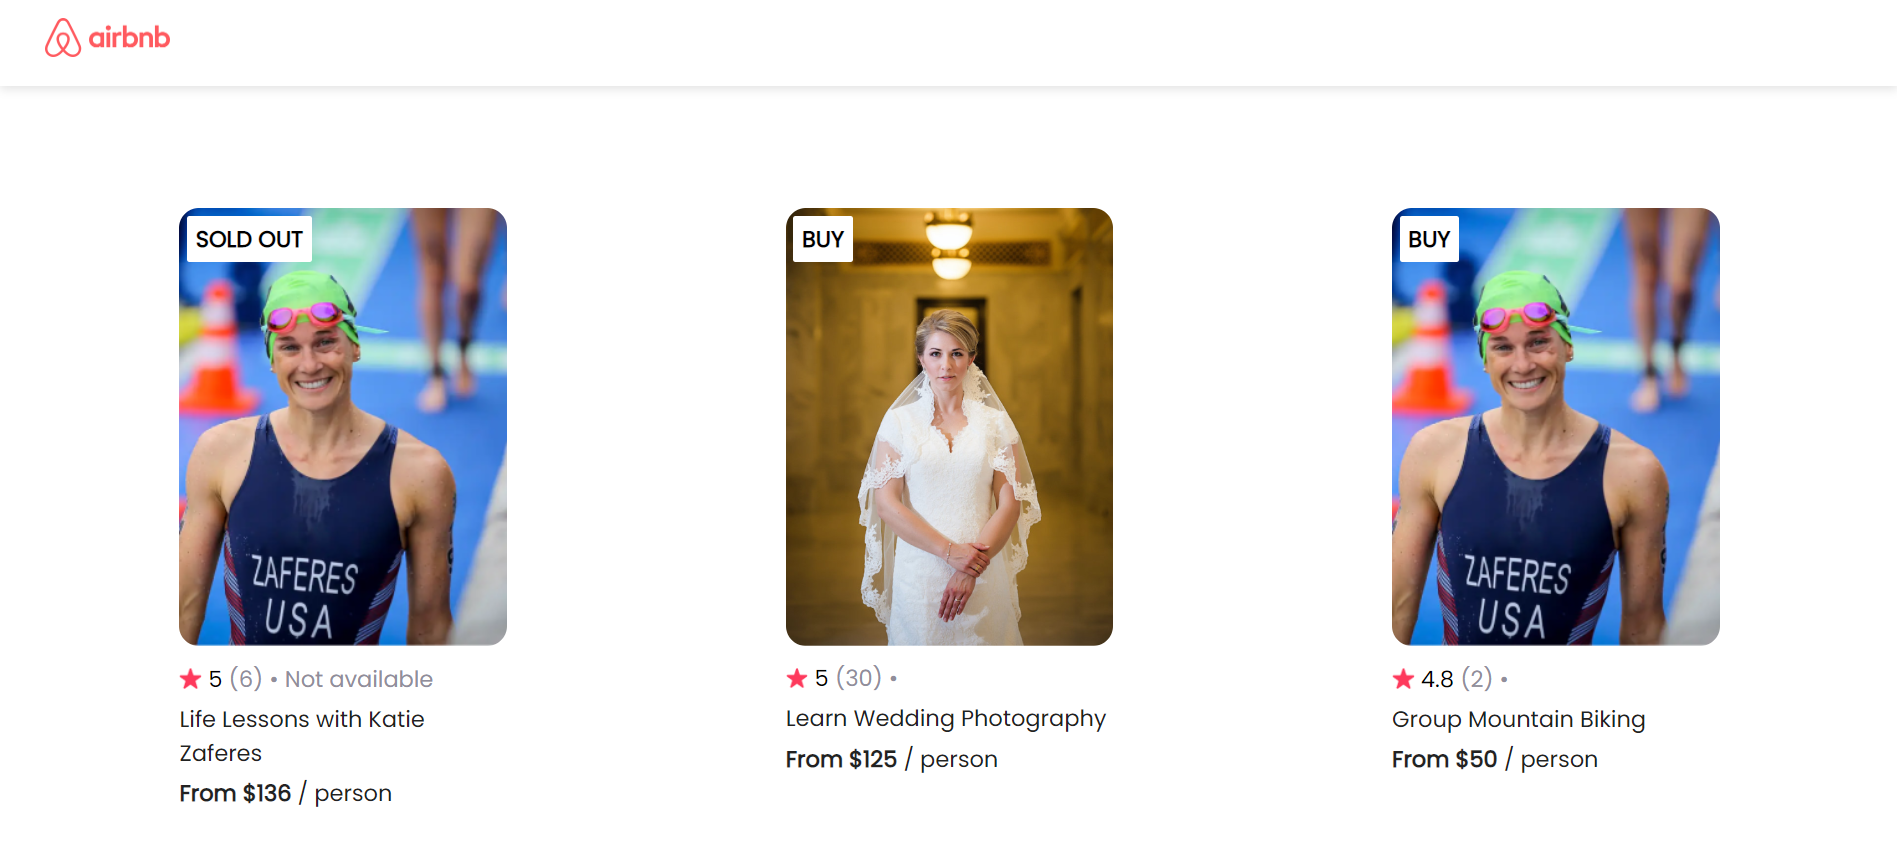 airbnb
SOLD OUT
ZAFERES
USA
5 (6) • Not available
Life Lessons with Katie
Zaferes
From $136 / person
BUY
5 (30) •
Learn Wedding Photography
From $125 / person
BUY
ZAFERES
USA
4.8 (2) •
Group Mountain Biking
From $50 / person